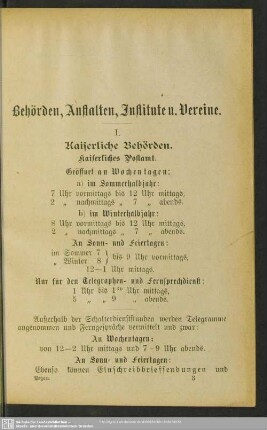 Behörden, Anstalten, Institute u. Vereine.
I.
Kaiserliche Behörden.
Kaiserliches Postamt.
Geöffnet an Wochentagen:
a) im Sommerhalbjahr:
7 Uhr vormittags bis 12 Uhr mittags,
2 „ nachmittags „ 7 „ abends.
b) im Winterhalbjahr:
8 Uhr vormittags bis 12 Uhr mittags,
2 „ nachmittags „ 7 „ abends.
An Sonn- und Feiertagen:
im Sommer 7
„ Winter 8 } bis 9 Uhr vormittags,
12—1 Uhr mittags.
Nur für den Telegraphen- und Fernsprechdienst:
1 Uhr bis Uhr mittags,
5 „ „ 9 „ abends.
Außerhalb der Schalterdienststunden werden Telegramme
angenommen und Ferngespräche vermittelt und zwar:
An Wochentagen:
von 12—2 Uhr mittags und 7—9 Uhr abends.
An Sonn- und Feiertagen:
Ebenso können Einschreibbriefsendungen und
3